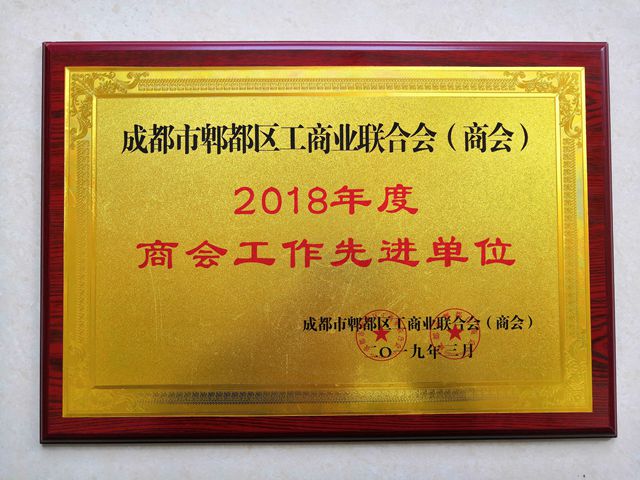 成都市郫都区工商业联合会（商会）
2018年度
商会工作先进单位
成都市郫都区工商业联合会（商会）
二〇一九年三月